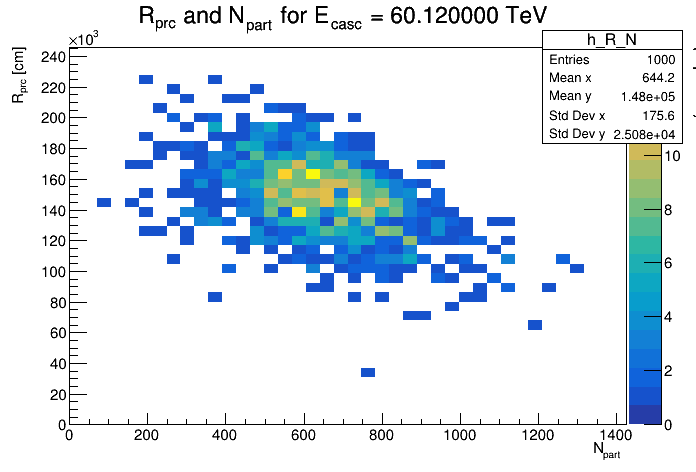 R_prc and N_part for E_casc = 60.120000 TeV
×10³
R_prc [cm]
h_R_N
Entries 1000
Mean x 644.2
Mean y 1.48e+05
Std Dev x 175.6
Std Dev y 2.508e+04
240
220
200
180
160
140
120
100
80
60
40
20
0
10
8
6
4
2
0
0 200 400 600 800 1000 1200 1400
N_part